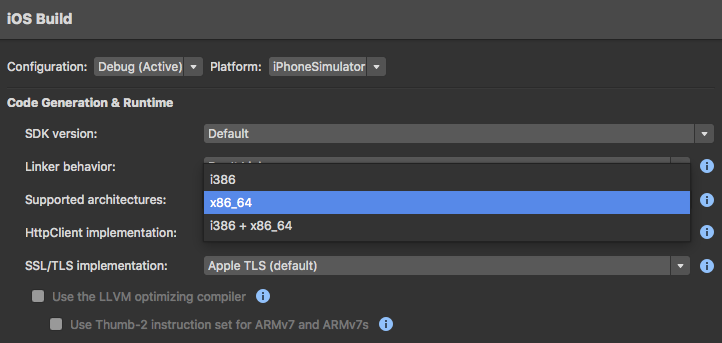 iOS Build
Configuration: Debug (Active) Platform: iPhoneSimulator
Code Generation & Runtime
SDK version: Default
Linker behavior:
i386
Supported architectures: x86_64
HttpClient implementation: i386 + x86_64
SSL/TLS implementation: Apple TLS (default)
Use the LLVM optimizing compiler
Use Thumb-2 instruction set for ARMv7 and ARMv7s